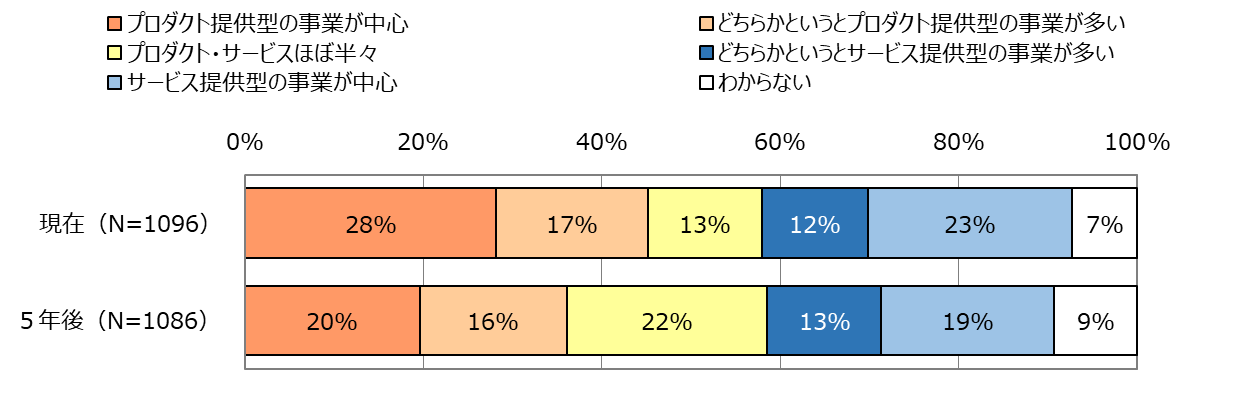 プロダクト提供型の事業が中心 どちらかというとプロダクト提供型の事業が多い
プロダクト・サービスほぼ半々 どちらかというとサービス提供型の事業が多い
サービス提供型の事業が中心 わからない
0% 20% 40% 60% 80% 100%
現在（N=1096） 28% 17% 13% 12% 23% 7%
５年後（N=1086） 20% 16% 22% 13% 19% 9%